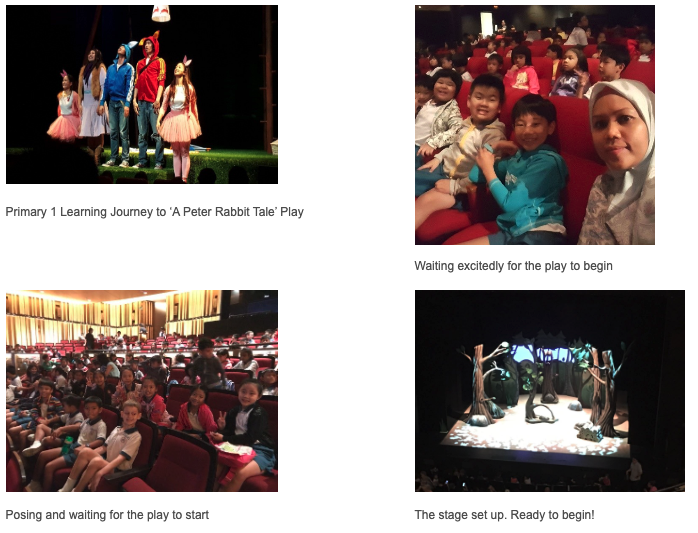 Primary 1 Learning Journey to ‘A Peter Rabbit Tale’ Play
Waiting excitedly for the play to begin
Posing and waiting for the play to start
The stage set up. Ready to begin!